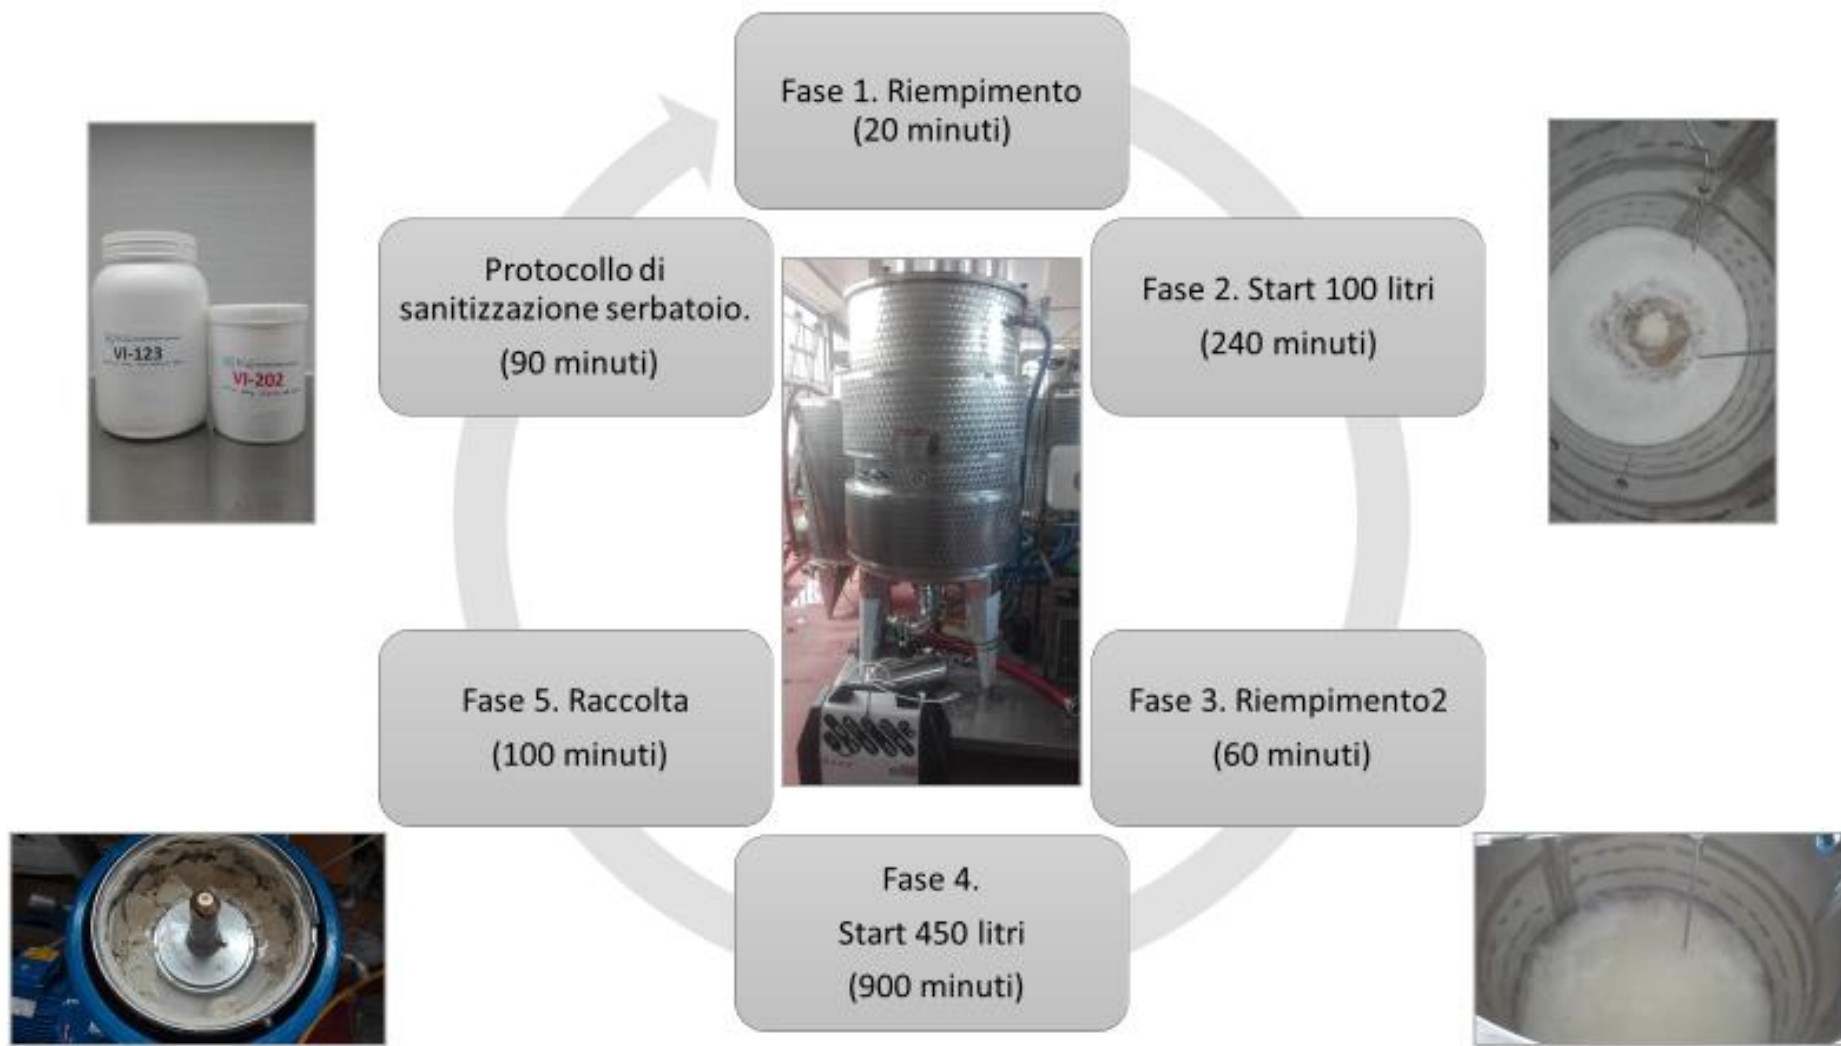 Fase 1. Riempimento
(20 minuti)
Protocollo di
sanitizzazione serbatoio.
(90 minuti)
Fase 2. Start 100 litri
(240 minuti)
VI-123
VI-202
Fase 5. Raccolta
(100 minuti)
Fase 3. Riempimento2
(60 minuti)
Fase 4.
Start 450 litri
(900 minuti)